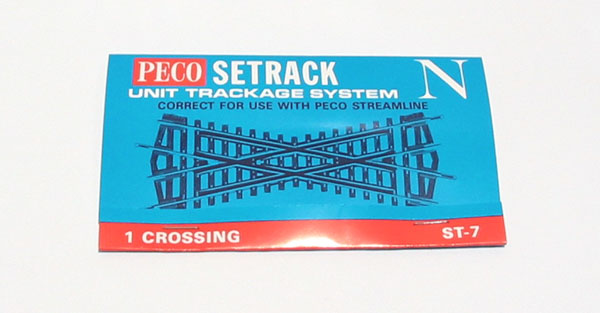 PECO SETRACK N
UNIT TRACKAGE SYSTEM
CORRECT FOR USE WITH PECO STREAMLINE
1 CROSSING ST-7